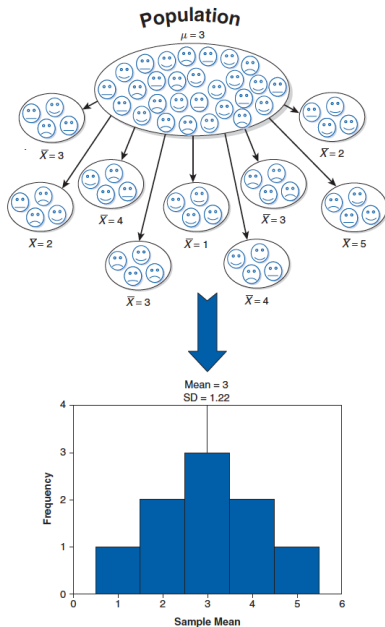 Population
μ = 3
X̄ = 3
X̄ = 2
X̄ = 4
X̄ = 3
X̄ = 2
X̄ = 1
X̄ = 5
X̄ = 3
X̄ = 4
Mean = 3
SD = 1.22
4
3
2
1
0
Frequency
0 1 2 3 4 5 6
Sample Mean